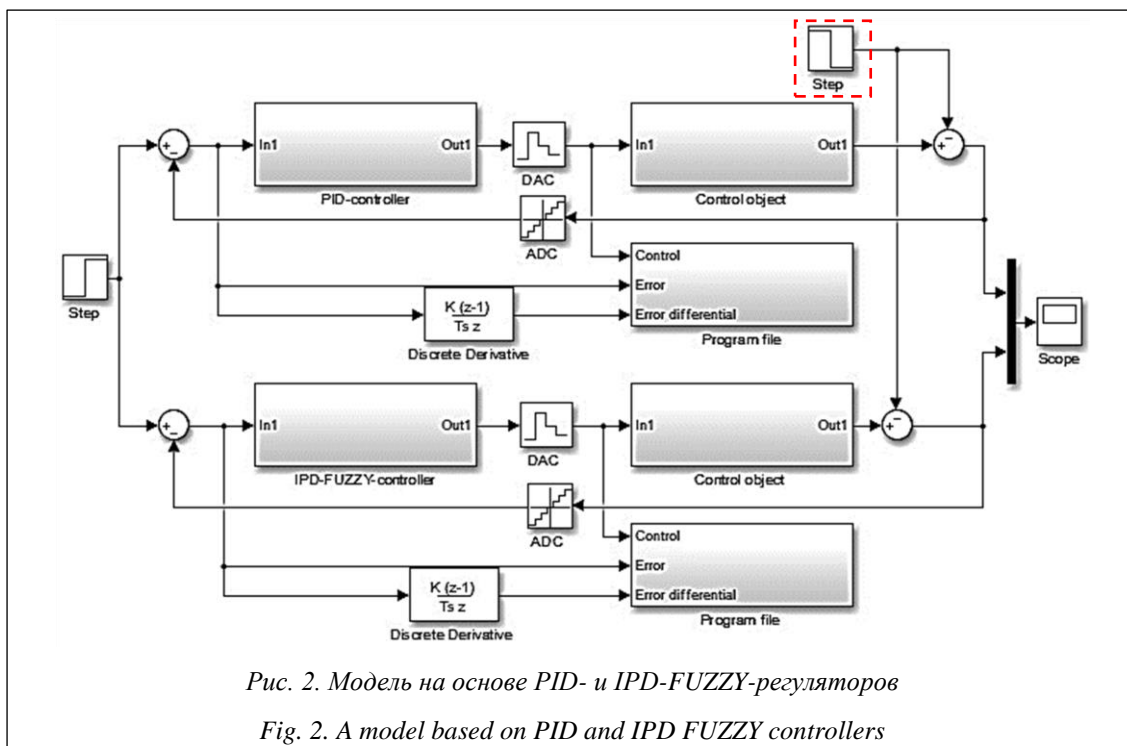 Step
In1
Out1
PID-controller
DAC
In1
Out1
Control object
ADC
Control
Error
Error differential
Program file
K (z-1)
Ts z
Discrete Derivative
Step
Scope
In1
Out1
IPD-FUZZY-controller
DAC
In1
Out1
Control object
ADC
Control
Error
Error differential
Program file
K (z-1)
Ts z
Discrete Derivative
Рис. 2. Модель на основе PID- и IPD-FUZZY-регуляторов
Fig. 2. A model based on PID and IPD FUZZY controllers